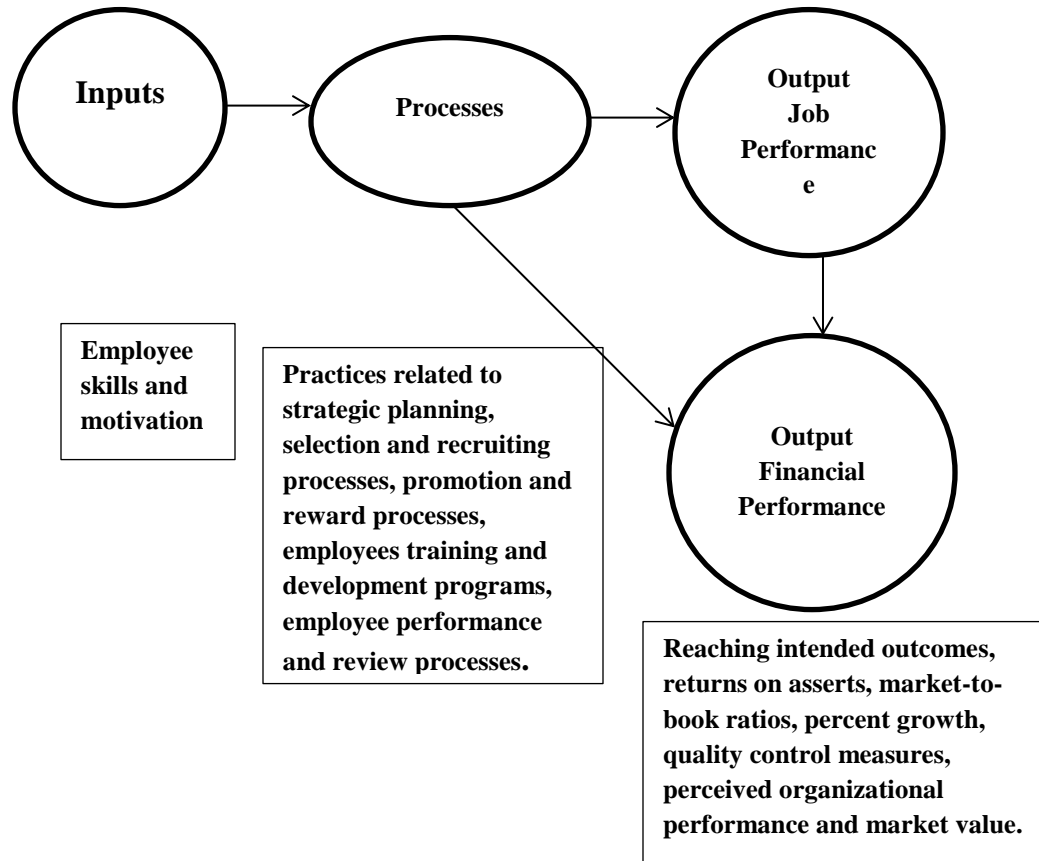 Inputs
Processes
Output
Job
Performanc
e
Employee
skills and
motivation
Practices related to
strategic planning,
selection and recruiting
processes, promotion and
reward processes,
employees training and
development programs,
employee performance
and review processes.
Output
Financial
Performance
Reaching intended outcomes,
returns on asserts, market-to-
book ratios, percent growth,
quality control measures,
perceived organizational
performance and market value.